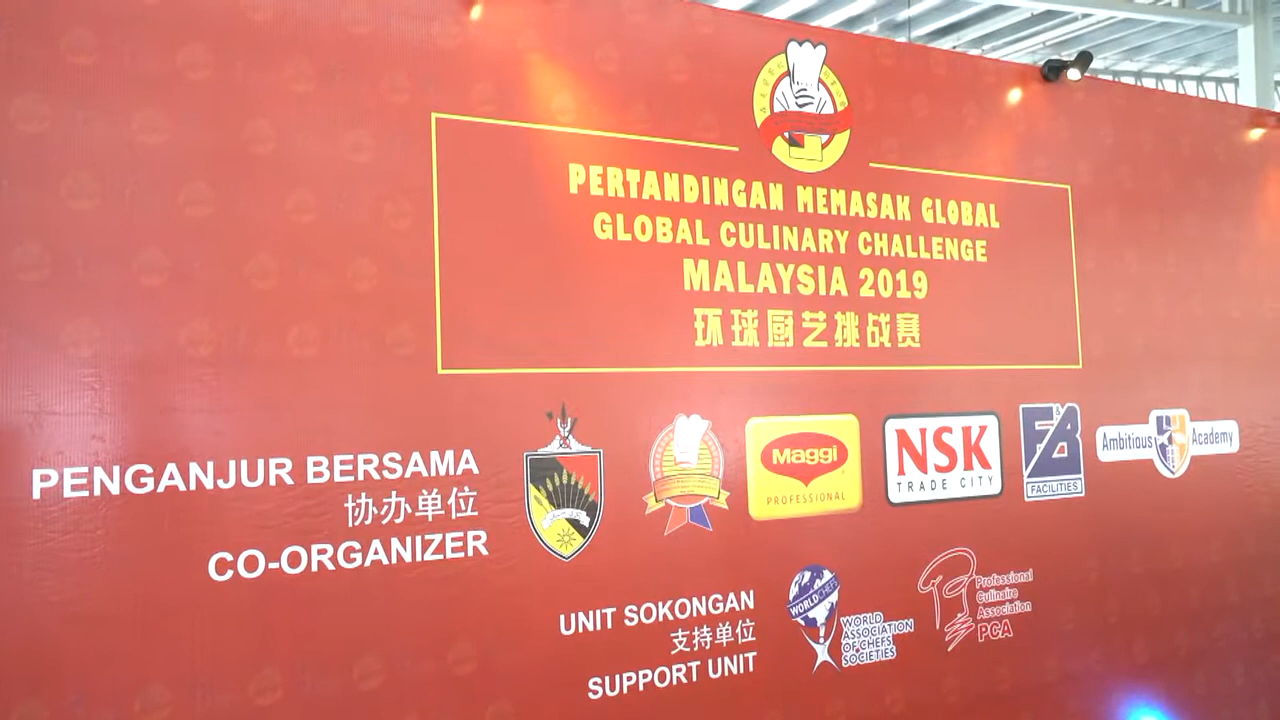 PERTANDINGAN MEMASAK GLOBAL
GLOBAL CULINARY CHALLENGE
MALAYSIA 2019
环球厨艺挑战赛
PENGANJUR BERSAMA
协办单位
CO-ORGANIZER
Maggi
PROFESSIONAL
NSK
TRADE CITY
F&B
FACILITIES
Ambitious Academy
UNIT SOKONGAN
支持单位
SUPPORT UNIT
WORLDCHEFS
WORLD
ASSOCIATION
OF CHEFS
SOCIETIES
Professional
Culinaire
Association
PCA